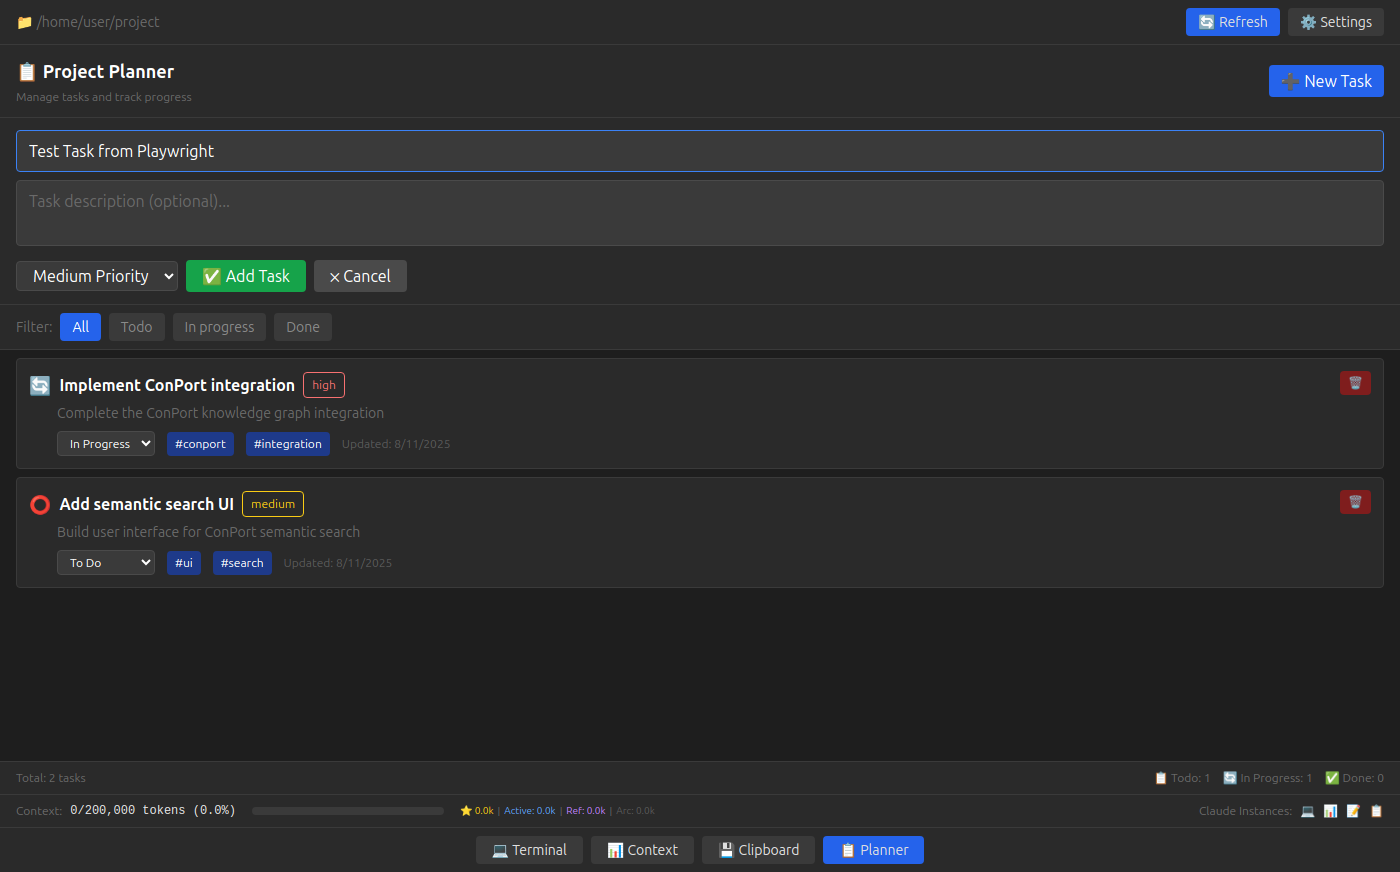 /home/user/project
Refresh
Settings
Project Planner
Manage tasks and track progress
New Task
Test Task from Playwright
Task description (optional)...
Medium Priority
Add Task
× Cancel
Filter:
All
Todo
In progress
Done
Implement ConPort integration
high
Complete the ConPort knowledge graph integration
In Progress
#conport
#integration
Updated: 8/11/2025
Add semantic search UI
medium
Build user interface for ConPort semantic search
To Do
#ui
#search
Updated: 8/11/2025
Total: 2 tasks
Todo: 1
In Progress: 1
Done: 0
Context: 0/200,000 tokens (0.0%)
0.0k | Active: 0.0k | Ref: 0.0k | Arc: 0.0k
Claude Instances:
Terminal
Context
Clipboard
Planner